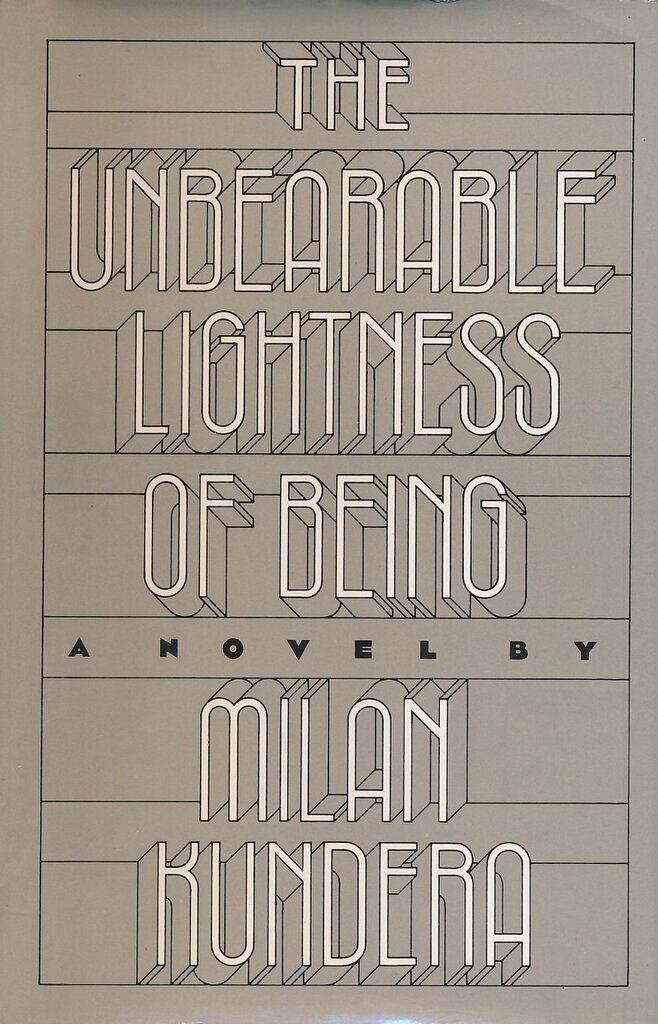 THE
UNBEARABLE
LIGHTNESS
OF BEING
A NOVEL BY
MILAN
KUNDERA